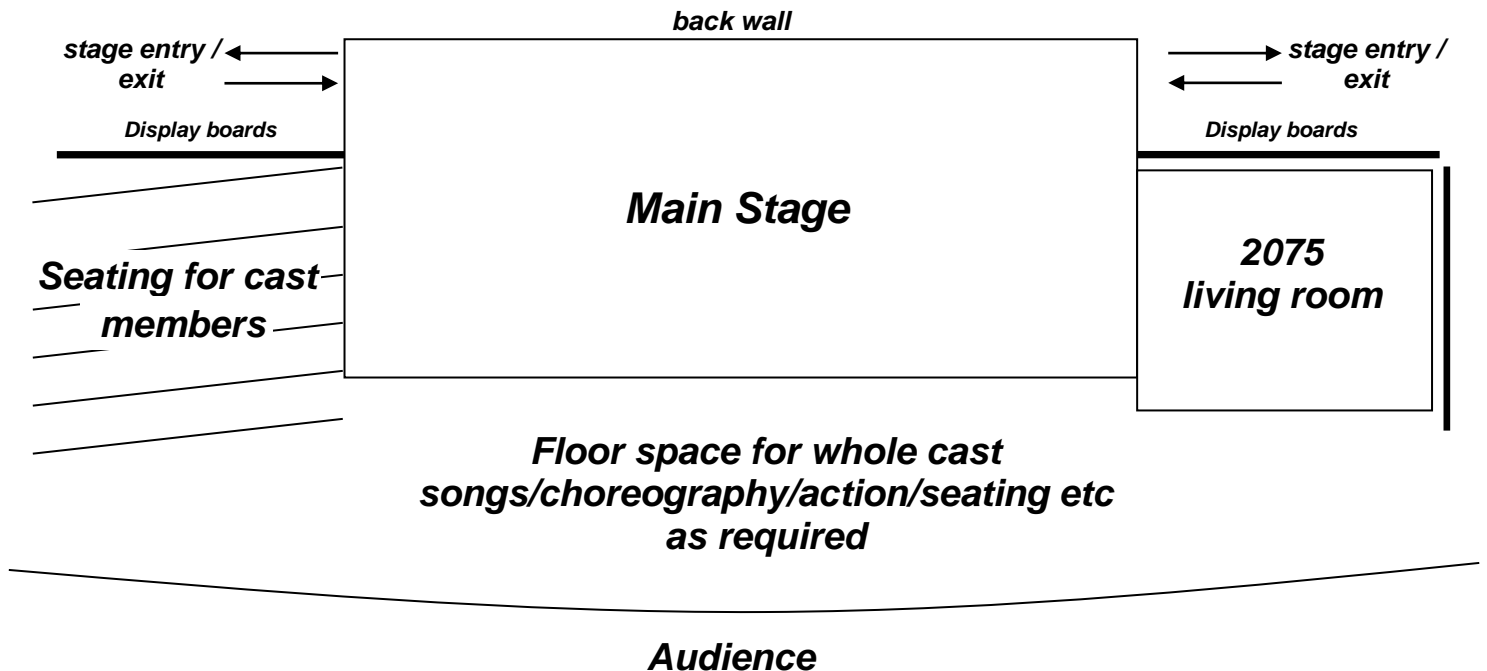 back wall
stage entry /
exit
stage entry /
exit
Display boards
Display boards
Main Stage
Seating for cast
members
2075
living room
Floor space for whole cast
songs/choreography/action/seating etc
as required
Audience